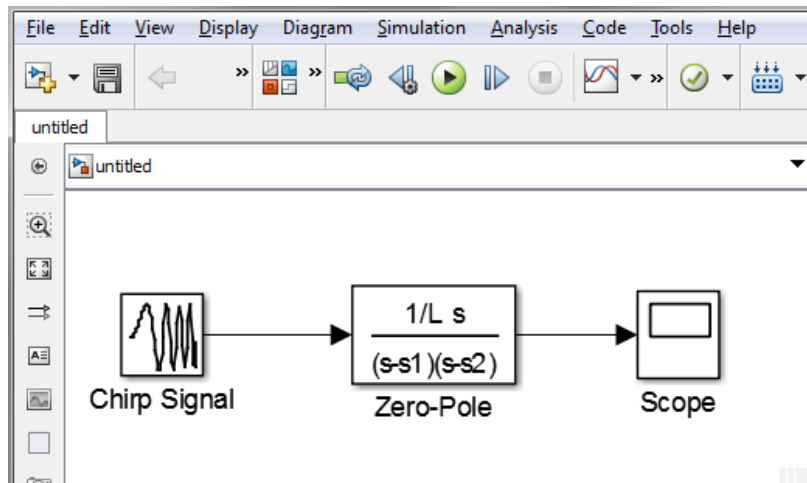 File Edit View Display Diagram Simulation Analysis Code Tools Help
untitled
untitled
1/L s
(s-s1)(s-s2)
Chirp Signal
Zero-Pole
Scope